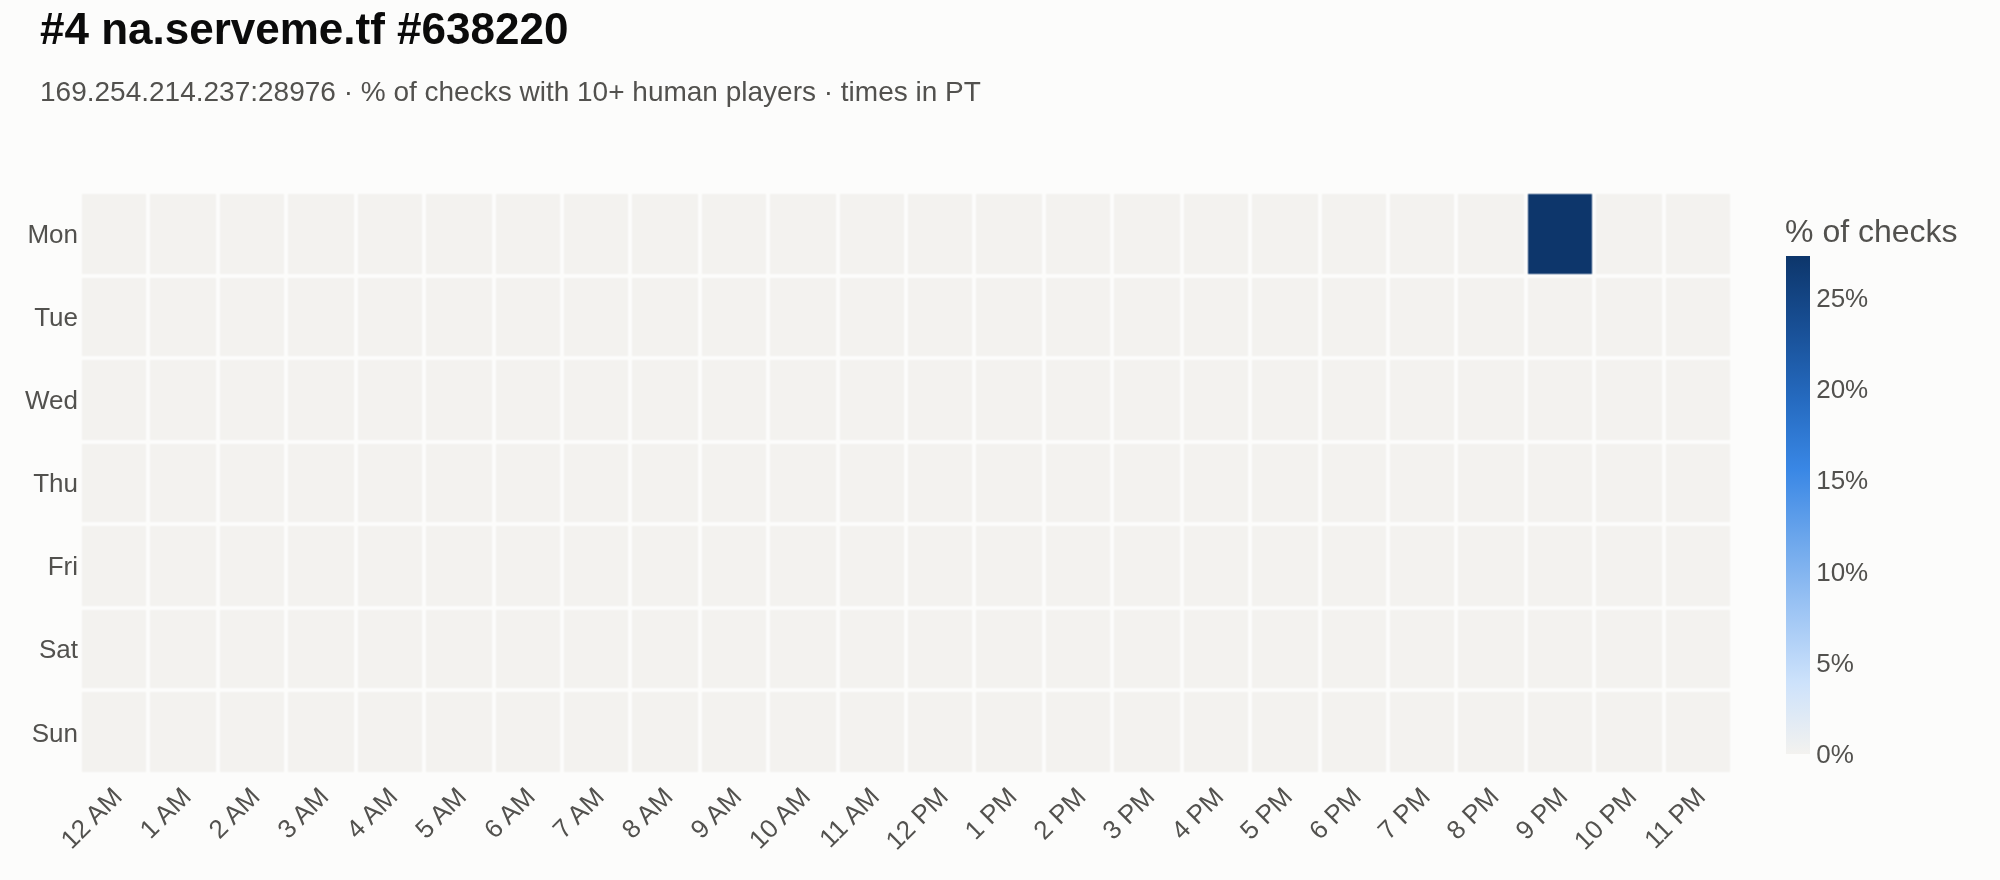 #4 na.serveme.tf #638220
169.254.214.237:28976 · % of checks with 10+ human players · times in PT
% of checks
Mon
Tue
Wed
Thu
Fri
Sat
Sun
25%
20%
15%
10%
5%
0%
12 AM
1 AM
2 AM
3 AM
4 AM
5 AM
6 AM
7 AM
8 AM
9 AM
10 AM
11 AM
12 PM
1 PM
2 PM
3 PM
4 PM
5 PM
6 PM
7 PM
8 PM
9 PM
10 PM
11 PM